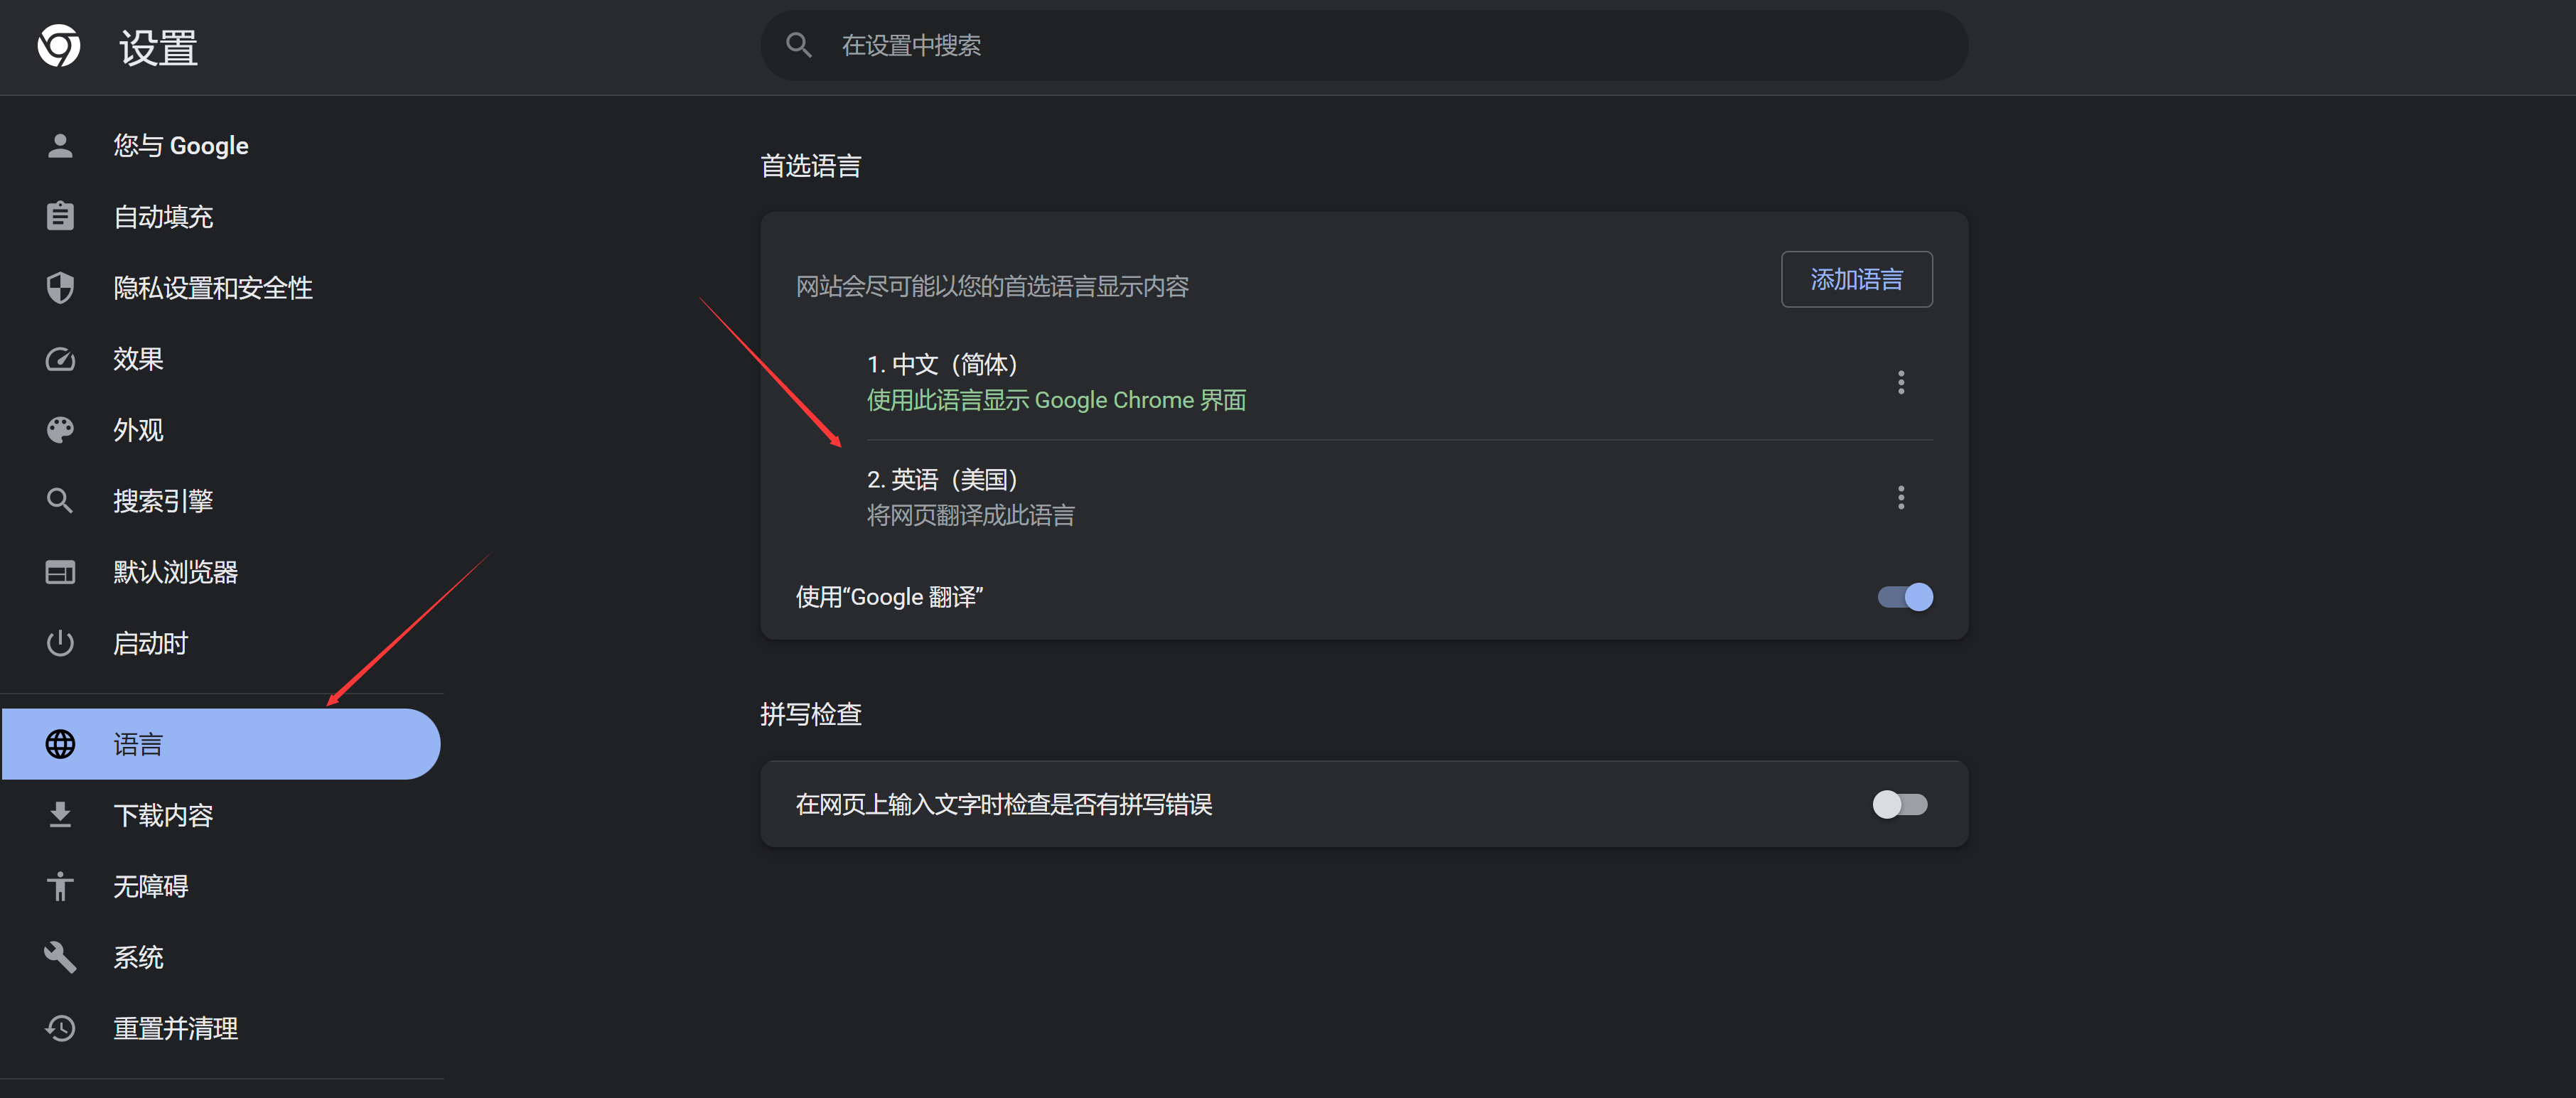 设置
在设置中搜索
您与 Google
自动填充
隐私设置和安全性
效果
外观
搜索引擎
默认浏览器
启动时
语言
下载内容
无障碍
系统
重置并清理
首选语言
网站会尽可能以您的首选语言显示内容
添加语言
1. 中文（简体）
使用此语言显示 Google Chrome 界面
2. 英语（美国）
将网页翻译成此语言
使用“Google 翻译”
拼写检查
在网页上输入文字时检查是否有拼写错误